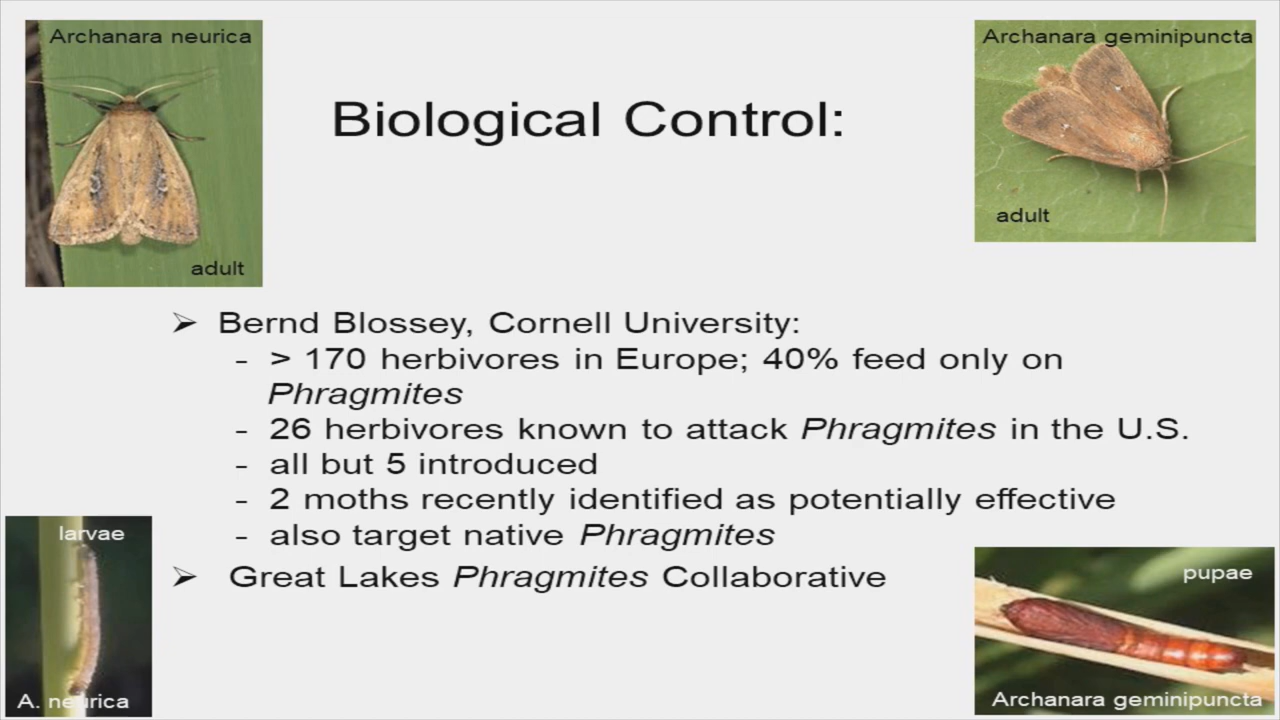 Archanara neurica
Archanara geminipuncta
Biological Control:
adult
adult
➢ Bernd Blossey, Cornell University:
- > 170 herbivores in Europe; 40% feed only on
Phragmites
- 26 herbivores known to attack Phragmites in the U.S.
- all but 5 introduced
- 2 moths recently identified as potentially effective
- also target native Phragmites
➢ Great Lakes Phragmites Collaborative
larvae
A. neurica
pupae
Archanara geminipuncta